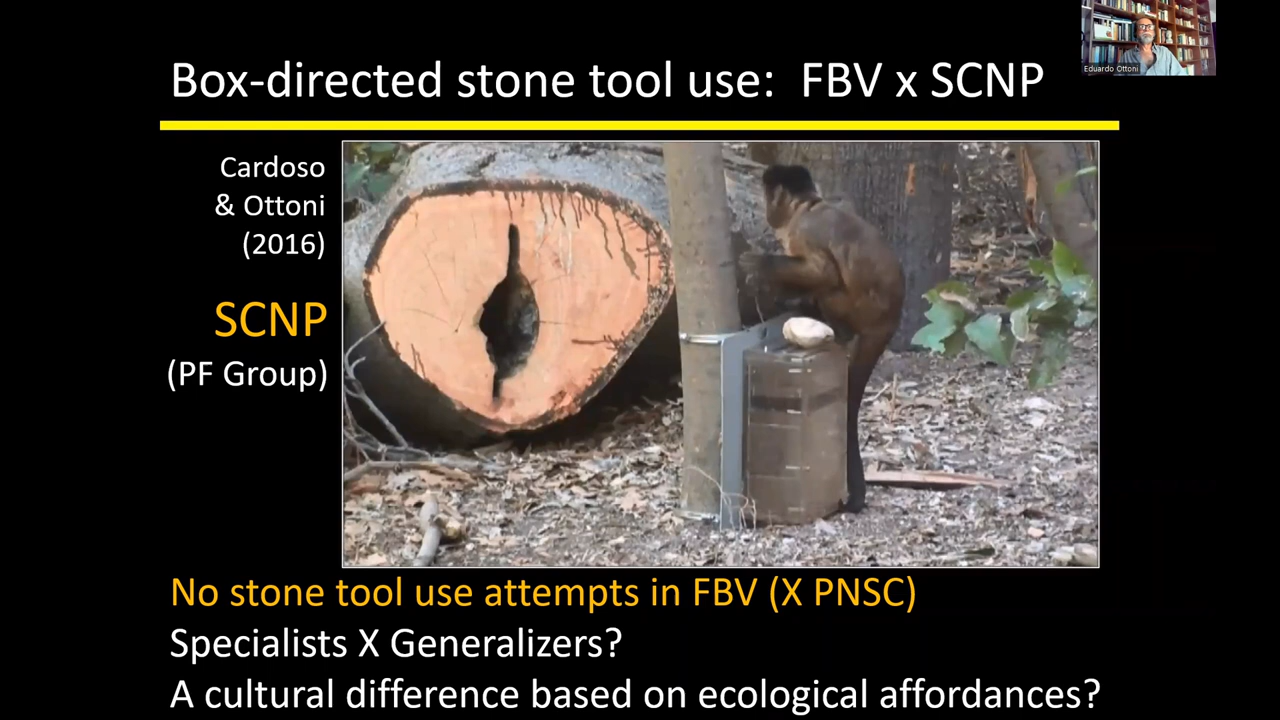 Box-directed stone tool use: FBV x SCNP
Eduardo Ottoni
Cardoso
& Ottoni
(2016)
SCNP
(PF Group)
No stone tool use attempts in FBV (X PNSC)
Specialists X Generalizers?
A cultural difference based on ecological affordances?